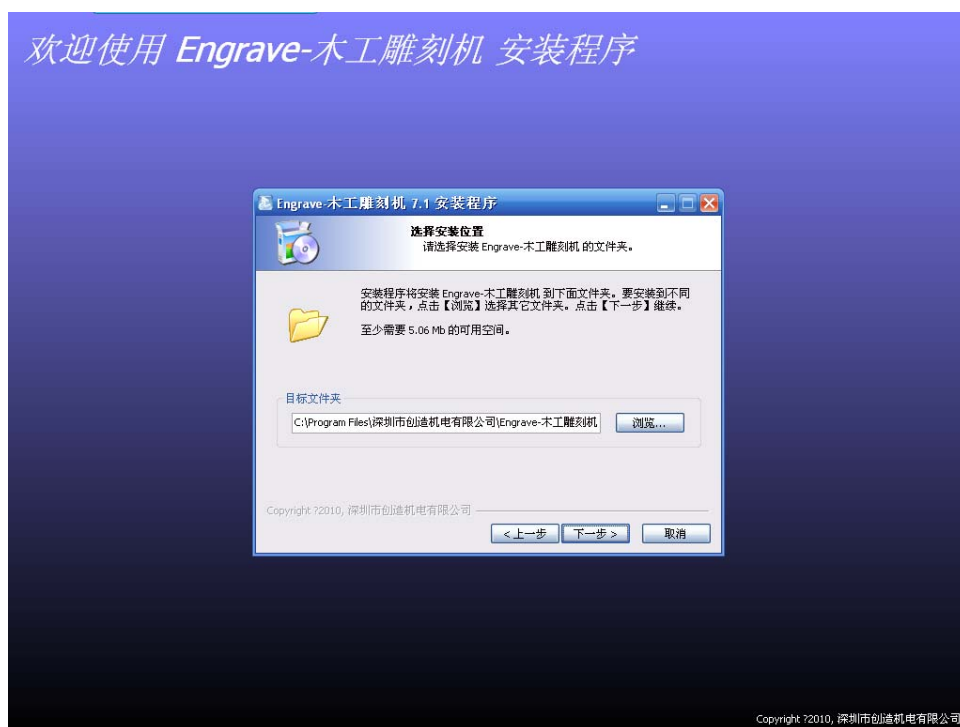 欢迎使用 Engrave-木工雕刻机 安装程序
Engrave-木工雕刻机 7.1 安装程序
选择安装位置
请选择安装 Engrave-木工雕刻机 的文件夹。
安装程序将安装 Engrave-木工雕刻机 到下面文件夹。要安装到不同
的文件夹，点击【浏览】选择其它文件夹。点击【下一步】继续。
至少需要 5.06 Mb 的可用空间。
目标文件夹
C:\Program Files\深圳市创造机电有限公司\Engrave-木工雕刻机
浏览...
Copyright ?2010, 深圳市创造机电有限公司
<上一步 下一步> 取消
Copyright ?2010, 深圳市创造机电有限公司